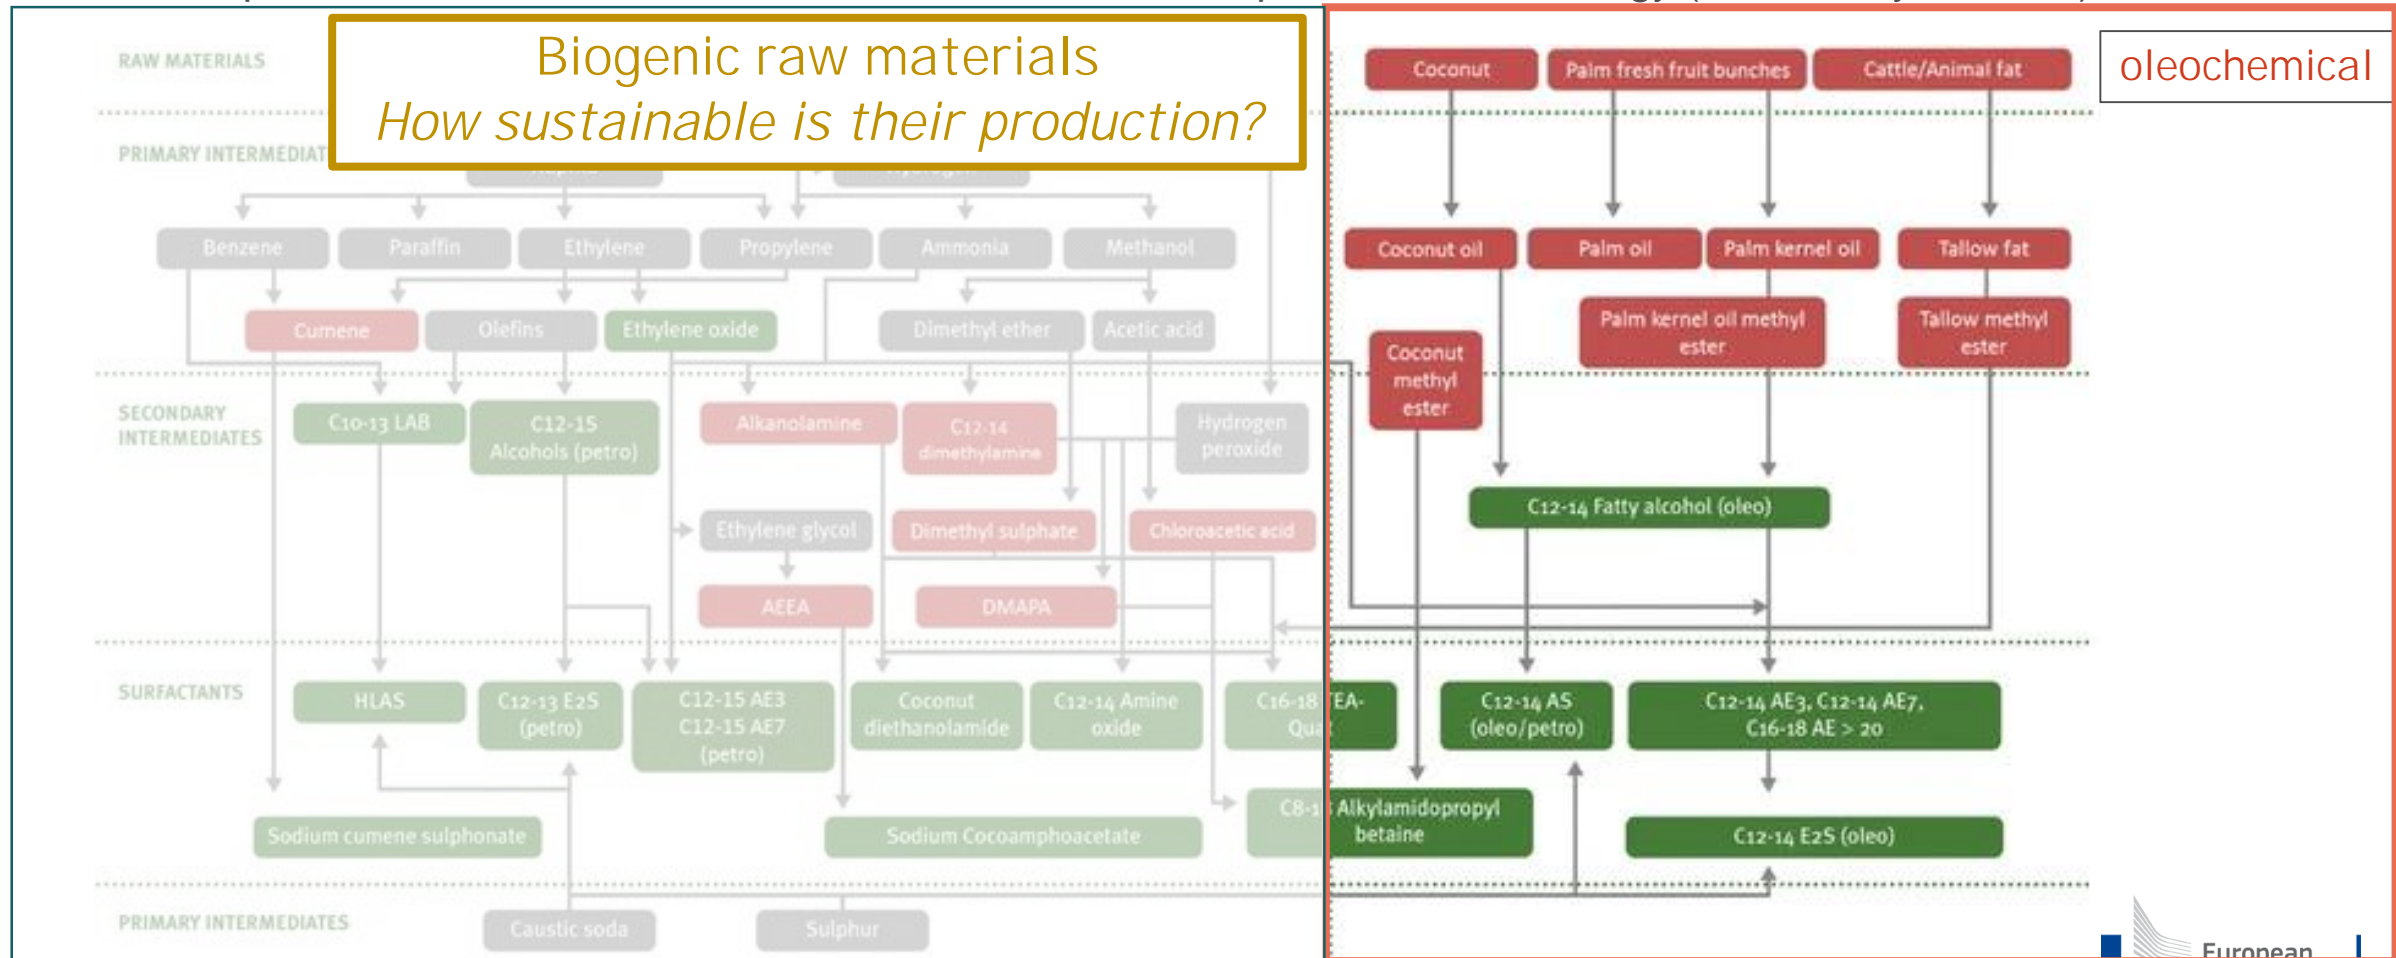 Biogenic raw materials
How sustainable is their production?
oleochemical
RAW MATERIALS
Coconut
Palm fresh fruit bunches
Cattle/Animal fat
PRIMARY INTERMEDIAT
Benzene
Paraffin
Ethylene
Propylene
Ammonia
Methanol
Coconut oil
Palm oil
Palm kernel oil
Tallow fat
Cumene
Olefins
Ethylene oxide
Dimethyl ether
Acetic acid
Coconut
methyl
ester
Palm kernel oil methyl
ester
Tallow methyl
ester
SECONDARY
INTERMEDIATES
C10-13 LAB
C12-15
Alcohols (petro)
Alkanolamine
C12-14
dimethylamine
Hydrogen
peroxide
C12-14 Fatty alcohol (oleo)
Ethylene glycol
Dimethyl sulphate
Chloroacetic acid
AEEA
DMAPA
SURFACTANTS
HLAS
C12-13 E2S
(petro)
C12-15 AE3
C12-15 AE7
(petro)
Coconut
diethanolamide
C12-14 Amine
oxide
C16-18 TEA-
Quat
C12-14 AS
(oleo/petro)
C12-14 AE3, C12-14 AE7,
C16-18 AE > 20
Sodium cumene sulphonate
Sodium Cocoamphoacetate
C8-18 Alkylamidopropyl
betaine
C12-14 E2S (oleo)
PRIMARY INTERMEDIATES
Caustic soda
Sulphur
European